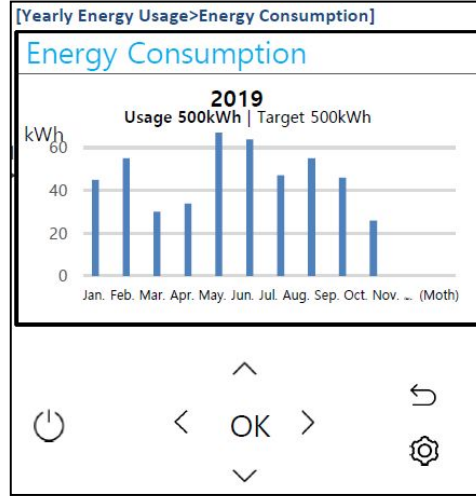 [Yearly Energy Usage>Energy Consumption]
Energy Consumption
2019
Usage 500kWh | Target 500kWh
kWh
60
40
20
0
Jan. Feb. Mar. Apr. May. Jun. Jul. Aug. Sep. Oct. Nov. ... (Moth)
OK